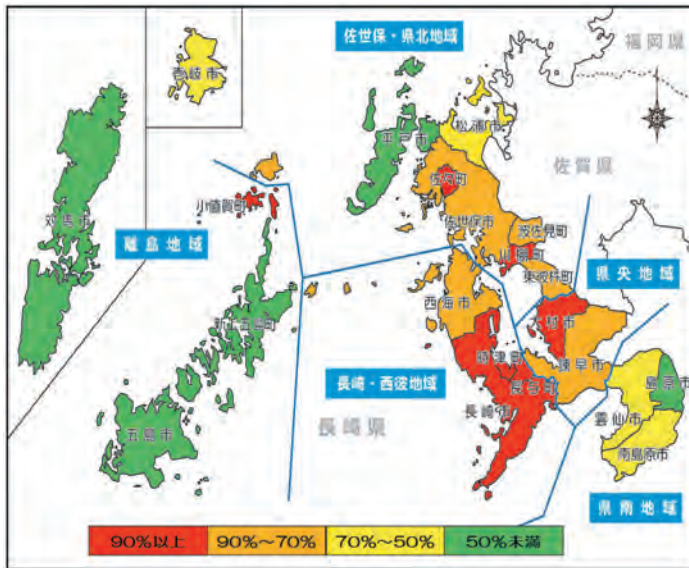 佐世保・県北地域
福岡県
壱岐市
松浦市
平戸市
佐賀県
佐々町
対馬市
小値賀町
佐世保市
波佐見町
離島地域
川棚町
東彼杵町
県央地域
西海市
大村市
新上五島町
時津町
諫早市
長崎・西彼地域
長与町
島原市
長崎市
雲仙市
長崎県
五島市
南島原市
県南地域
90%以上
90%～70%
70%～50%
50%未満